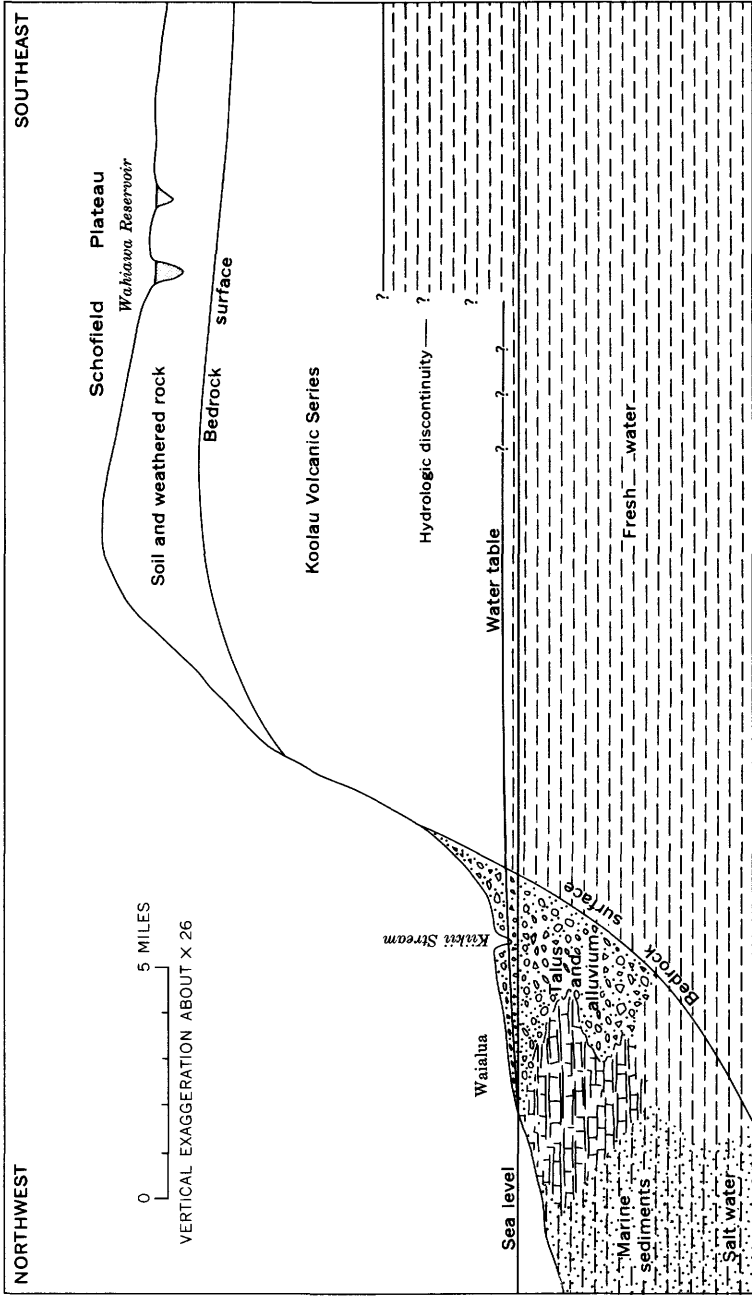 NORTHWEST
SOUTHEAST
Schofield Plateau
Wahiawa Reservoir
Soil and weathered rock
Bedrock surface
Koolau Volcanic Series
0
5 MILES
VERTICAL EXAGGERATION ABOUT × 26
?
?
?
Hydrologic discontinuity
Kiikii Stream
Waialua
Water table
?
?
?
Sea level
Talus
and
alluvium
Fresh water
Bedrock surface
Marine
sediments
Salt water